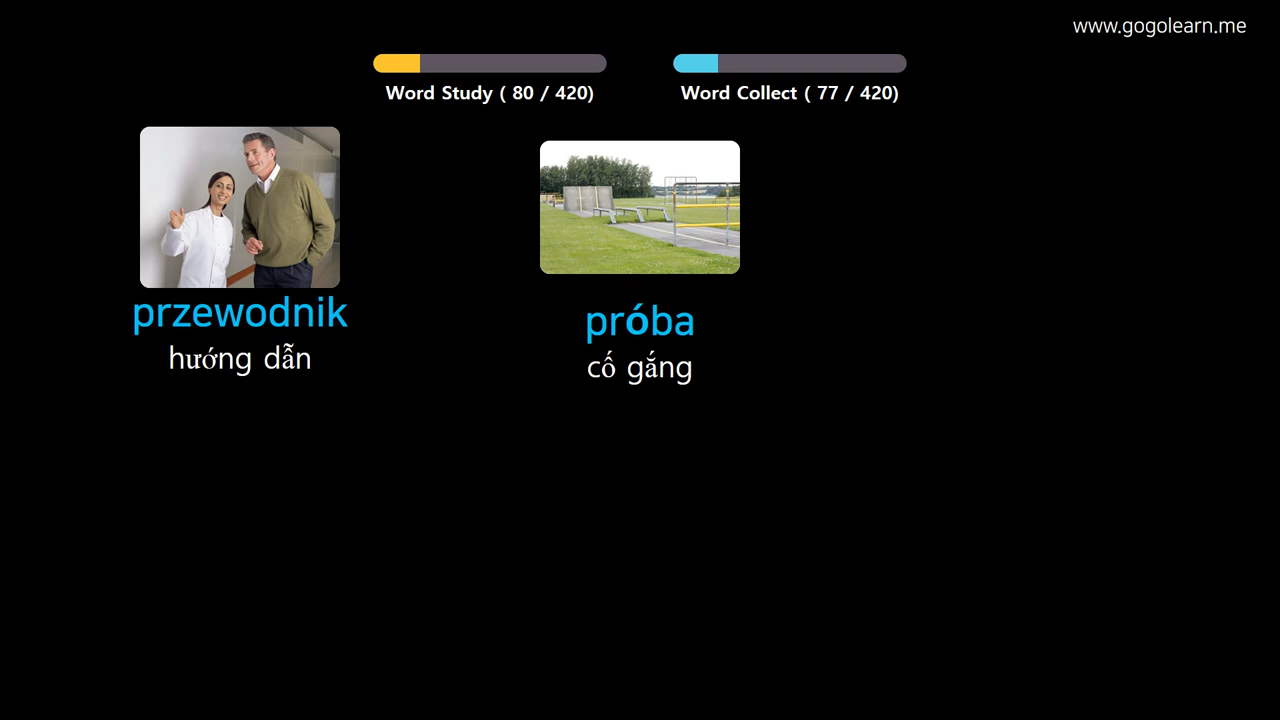 www.gogolearn.me
Word Study ( 80 / 420)
Word Collect ( 77 / 420)
przewodnik
hướng dẫn
próba
cố gắng